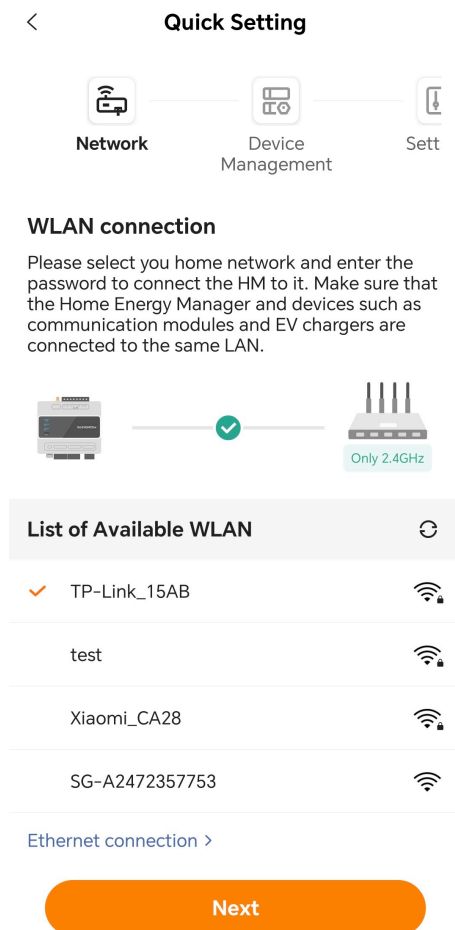 Quick Setting
Network
Device
Management
Sett
WLAN connection
Please select you home network and enter the
password to connect the HM to it. Make sure that
the Home Energy Manager and devices such as
communication modules and EV chargers are
connected to the same LAN.
Only 2.4GHz
List of Available WLAN
TP-Link_15AB
test
Xiaomi_CA28
SG-A2472357753
Ethernet connection >
Next